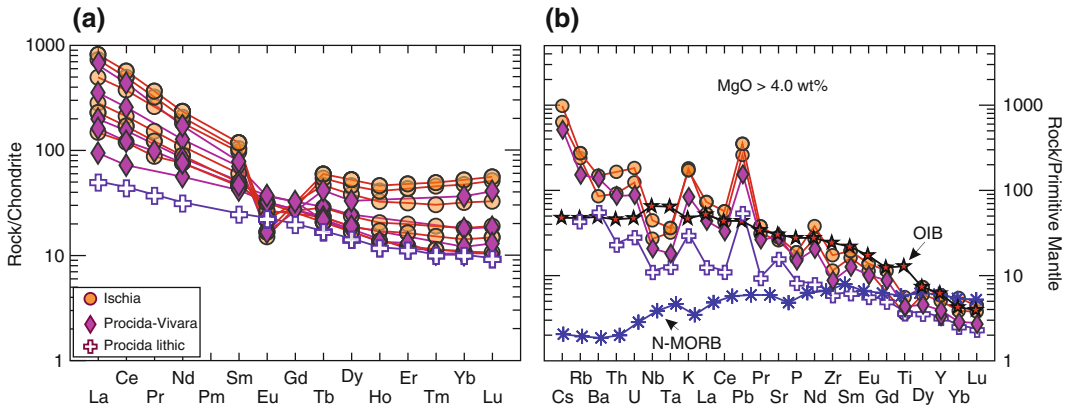 (a)
(b)
1000
100
10
1
Rock/Chondrite
Ischia
Procida-Vivara
Procida lithic
Ce Nd Sm Gd Dy Er Yb
La Pr Pm Eu Tb Ho Tm Lu
MgO > 4.0 wt%
OIB
N-MORB
1000
100
10
1
Rock/Primitive Mantle
Rb Th Nb K Ce Pr P Zr Eu Ti Y Lu
Cs Ba U Ta La Pb Sr Nd Sm Gd Dy Yb